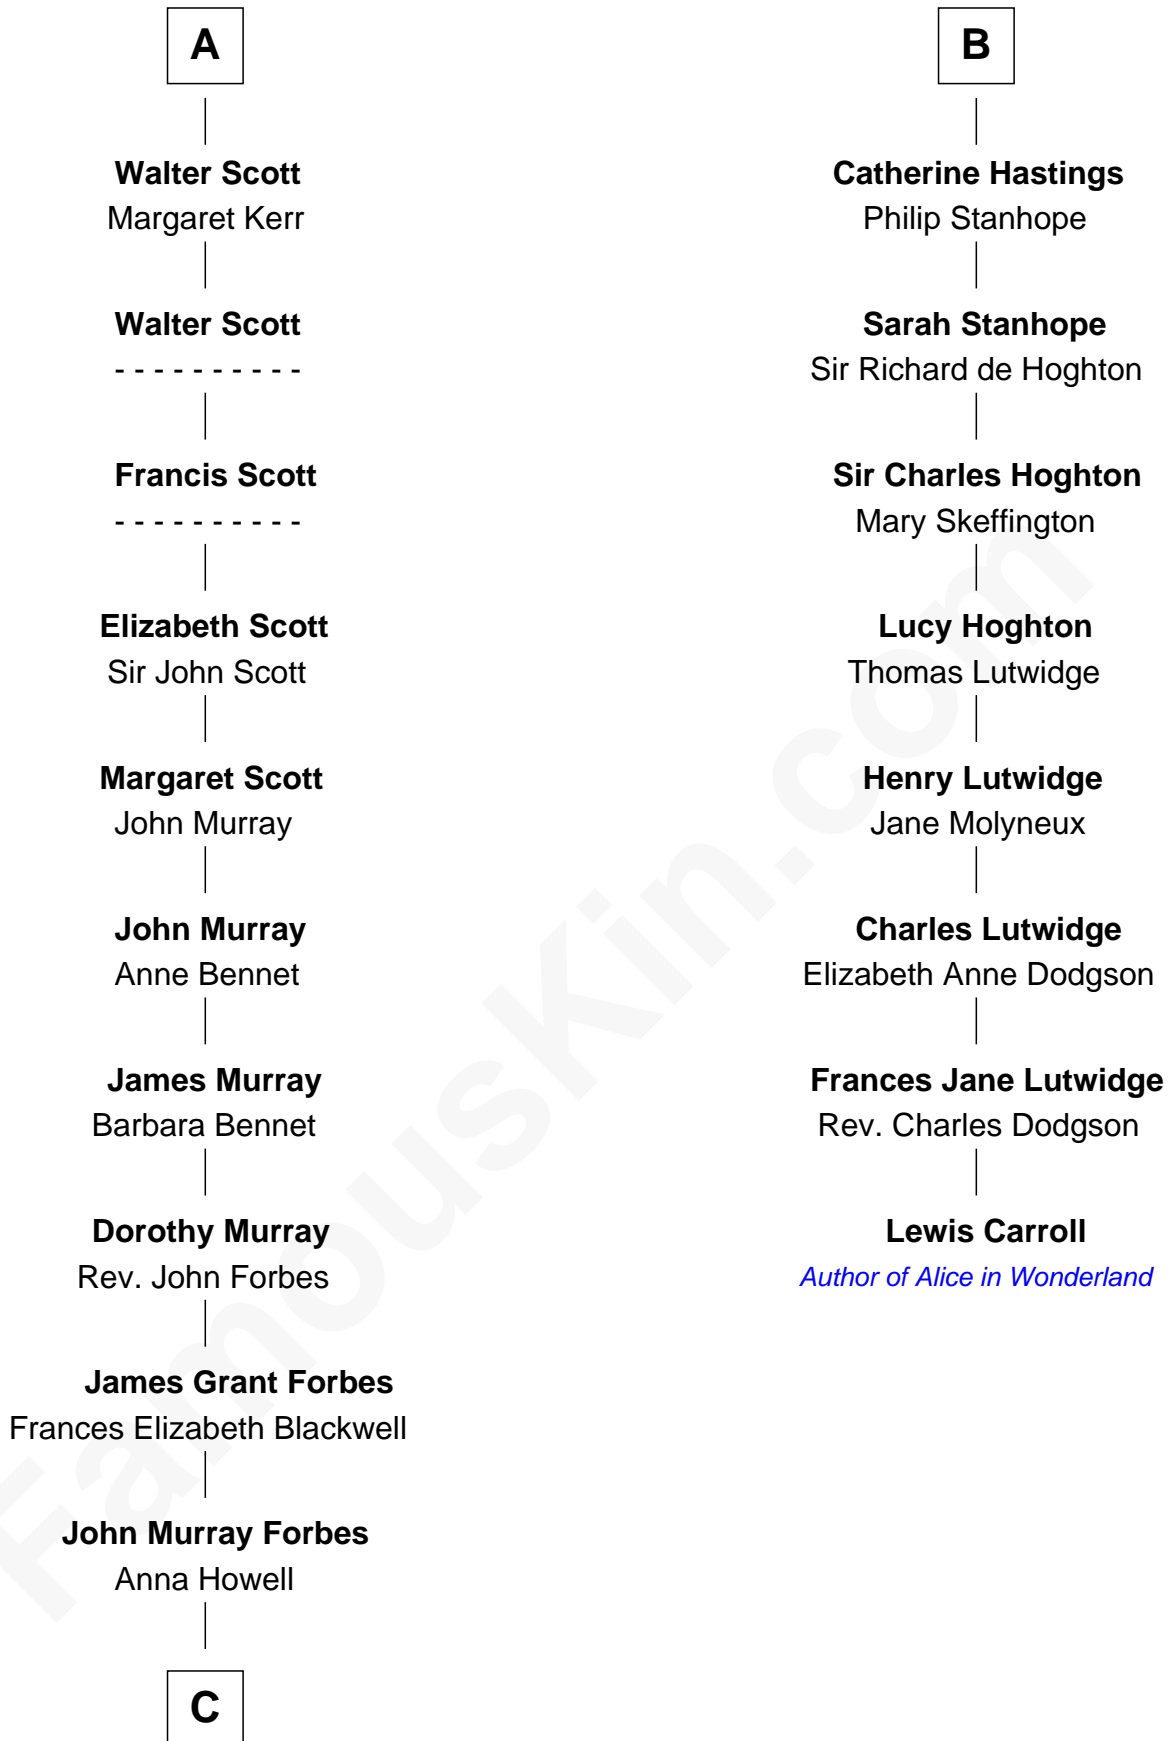 A
Walter Scott
Margaret Kerr
Walter Scott
- - - - - - - - - -
Francis Scott
- - - - - - - - - -
Elizabeth Scott
Sir John Scott
Margaret Scott
John Murray
John Murray
Anne Bennet
James Murray
Barbara Bennet
Dorothy Murray
Rev. John Forbes
James Grant Forbes
Frances Elizabeth Blackwell
John Murray Forbes
Anna Howell
C
B
Catherine Hastings
Philip Stanhope
Sarah Stanhope
Sir Richard de Hoghton
Sir Charles Hoghton
Mary Skeffington
Lucy Hoghton
Thomas Lutwidge
Henry Lutwidge
Jane Molyneux
Charles Lutwidge
Elizabeth Anne Dodgson
Frances Jane Lutwidge
Rev. Charles Dodgson
Lewis Carroll
Author of Alice in Wonderland
FamousKin.com